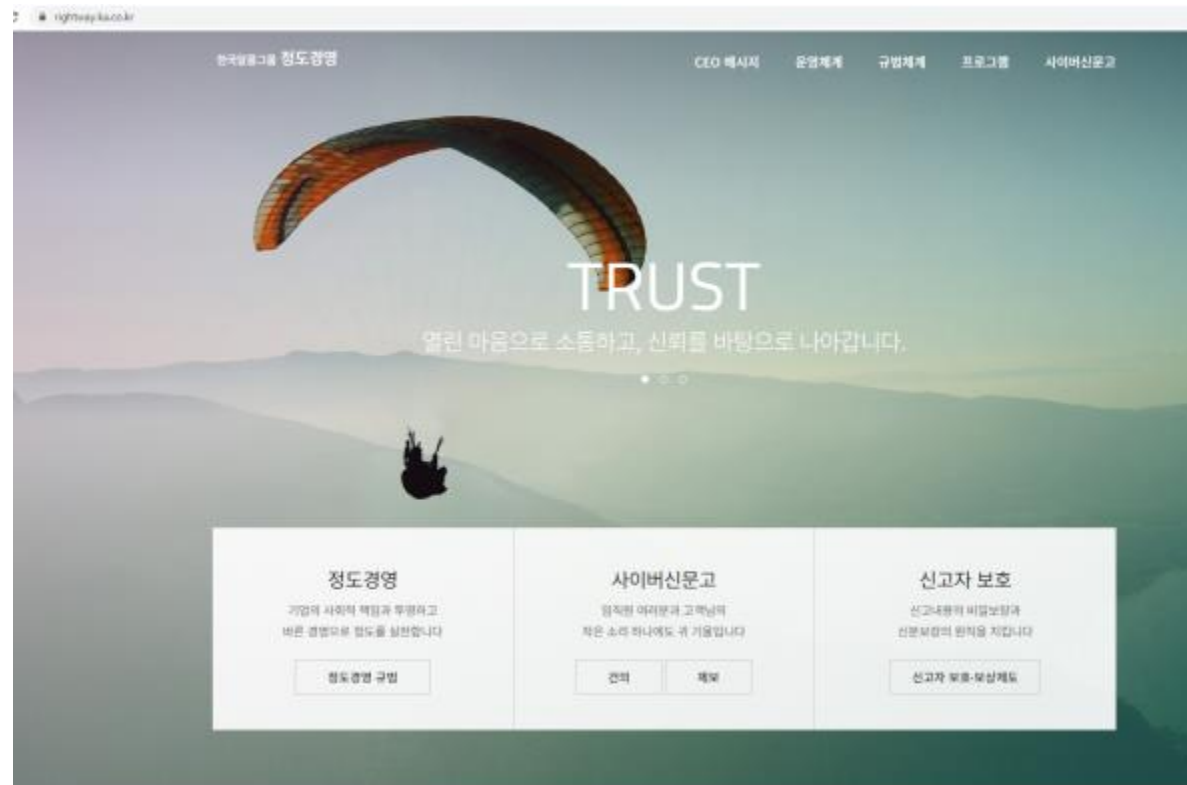 rightway.ka.co.kr
한국알콜그룹 정도경영
CEO 메시지 운영체계 규범체계 프로그램 사이버신문고
TRUST
열린 마음으로 소통하고, 신뢰를 바탕으로 나아갑니다.
정도경영
기업의 사회적 책임과 투명하고
바른 경영으로 정도를 실천합니다
정도경영 규범
사이버신문고
임직원 여러분과 고객님의
작은 소리 하나에도 귀 기울입니다
건의 제보
신고자 보호
신고내용의 비밀보장과
신분보장의 원칙을 지킵니다
신고자 보호·보상제도